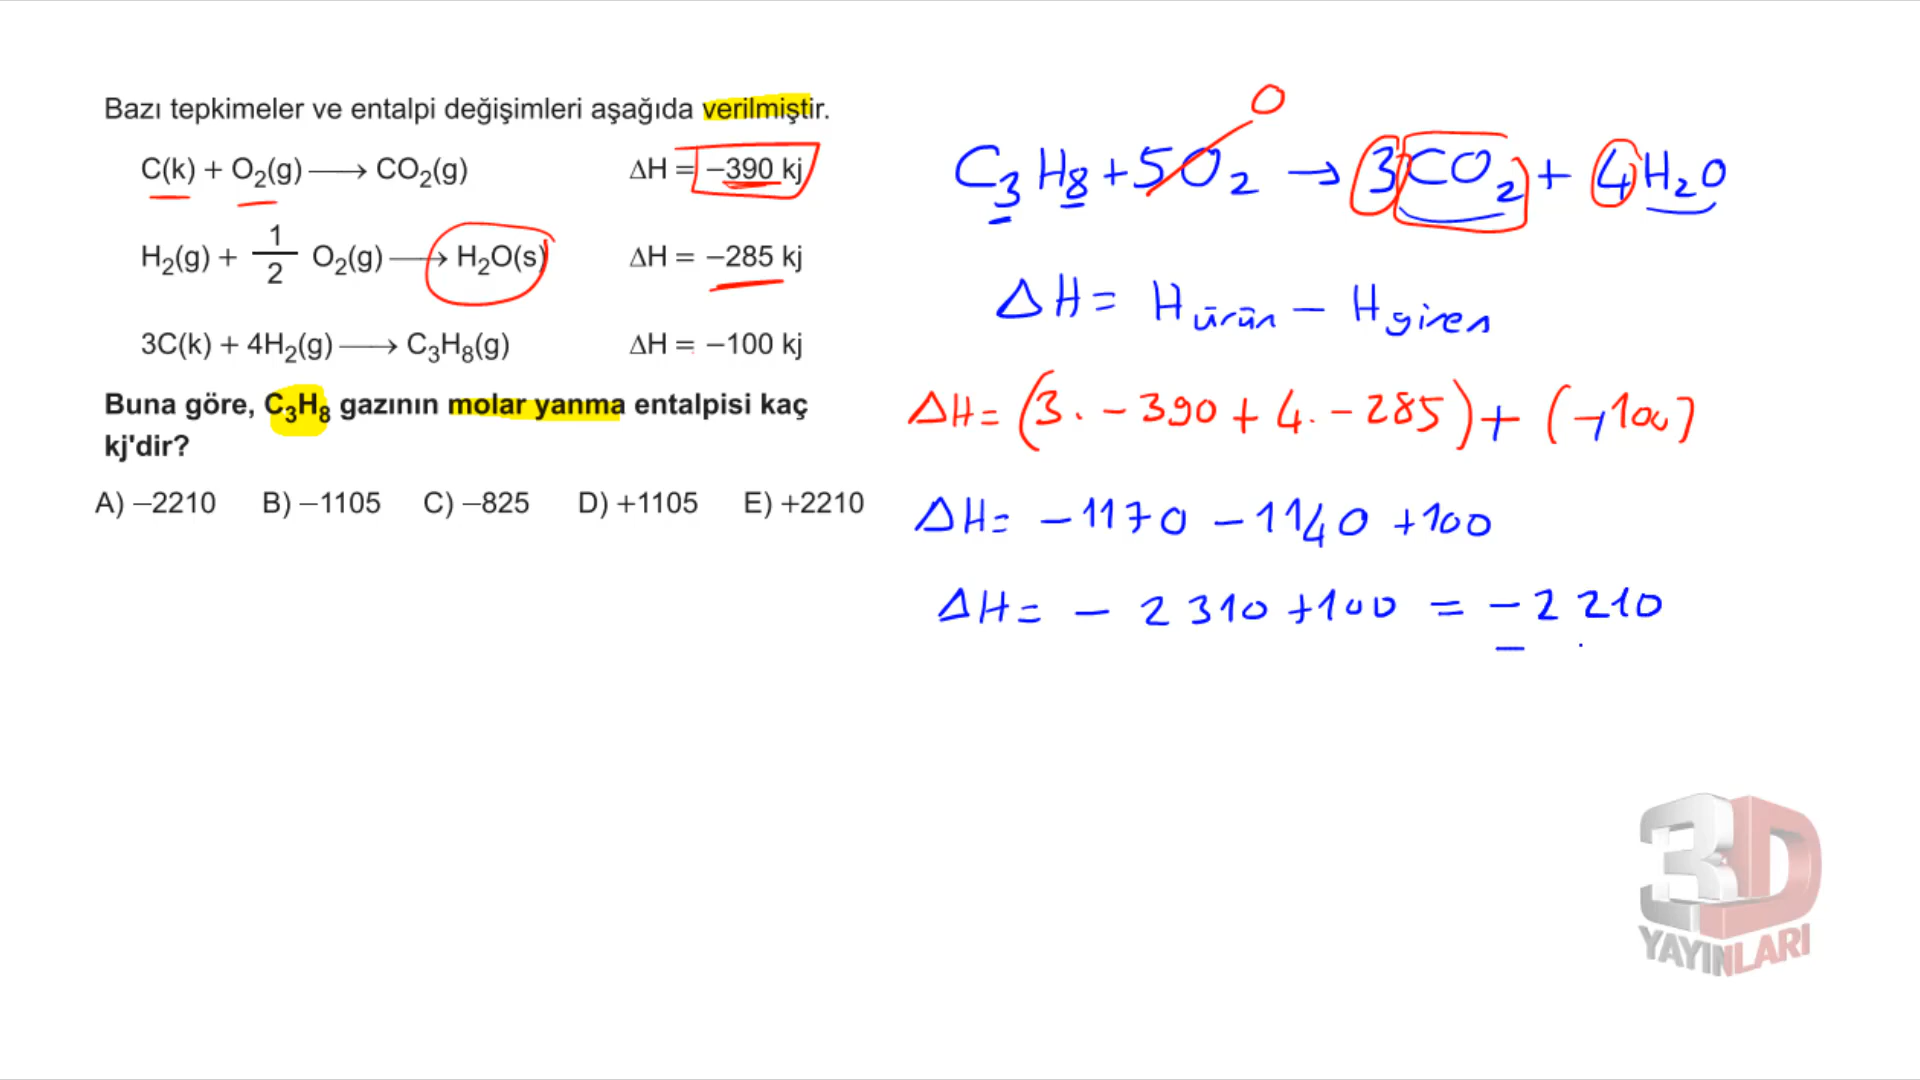 Bazı tepkimeler ve entalpi değişimleri aşağıda verilmiştir.
C(k) + O₂(g) ⟶ CO₂(g) ΔH = –390 kj
H₂(g) + 1/2 O₂(g) ⟶ H₂O(s) ΔH = –285 kj
3C(k) + 4H₂(g) ⟶ C₃H₈(g) ΔH = –100 kj
Buna göre, C₃H₈ gazının molar yanma entalpisi kaç
kj'dir?
A) –2210 B) –1105 C) –825 D) +1105 E) +2210
0
C₃H₈ + 5O₂ → 3CO₂ + 4H₂O
ΔH = Hürün – Hgiren
ΔH = (3. –390 + 4. –285) + (+100)
ΔH = –1170 –1140 +100
ΔH = – 2310 +100 = –2210
3D
YAYINLARI